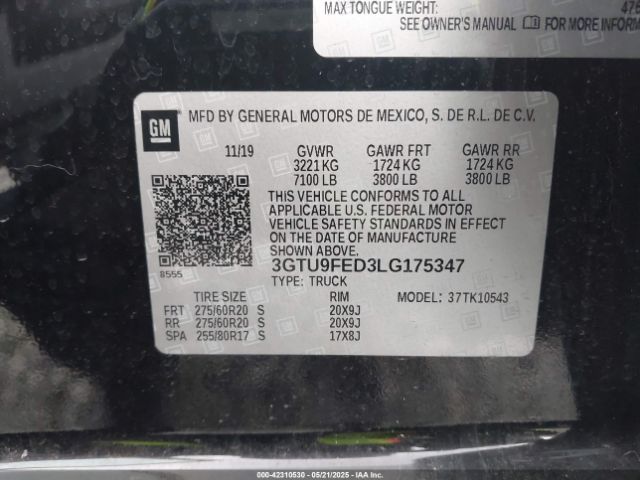 MAX TONGUE WEIGHT:
SEE OWNER'S MANUAL FOR MORE INFORM
GM
MFD BY GENERAL MOTORS DE MEXICO, S. DE R.L. DE C.V.
11/19 GVWR GAWR FRT GAWR RR
3221 KG 1724 KG 1724 KG
7100 LB 3800 LB 3800 LB
THIS VEHICLE CONFORMS TO ALL
APPLICABLE U.S. FEDERAL MOTOR
VEHICLE SAFETY STANDARDS IN EFFECT
ON THE DATE OF MANUFACTURE
SHOWN ABOVE.
8555
3GTU9FED3LG175347
TYPE: TRUCK
TIRE SIZE RIM MODEL: 37TK10543
FRT 275/60R20 S 20X9J
RR 275/60R20 S 20X9J
SPA 255/80R17 S 17X8J
000-42310530 - 05/21/2025 - IAAI.COM